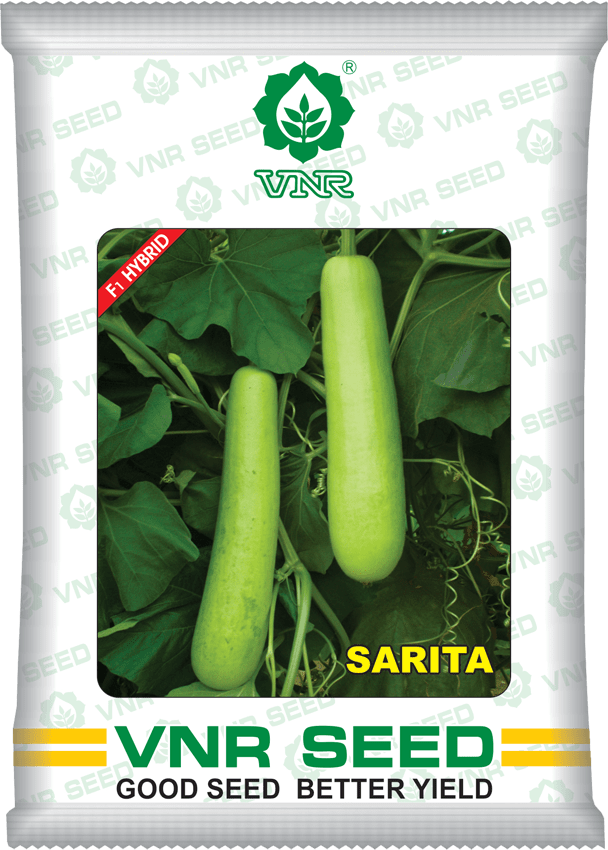 ®
VNR
F1 HYBRID
SARITA
VNR SEED
GOOD SEED BETTER YIELD